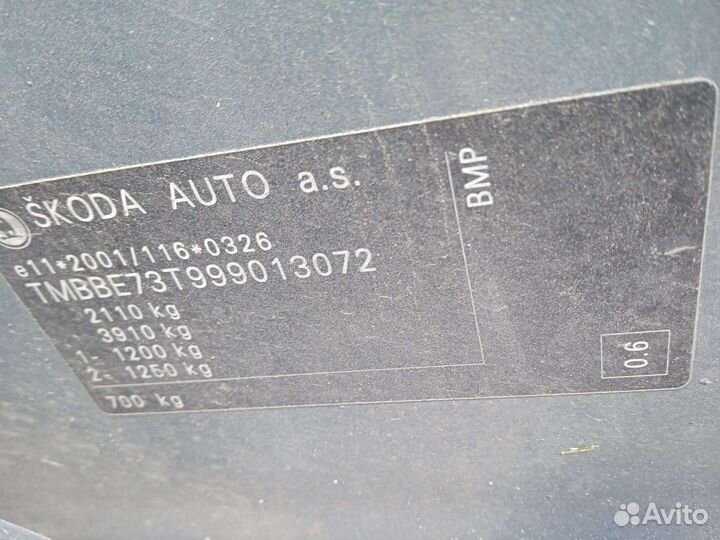 ŠKODA AUTO a.s.
e11*2001/116*0326
TMBBE73T999013072
2110 kg
3910 kg
1- 1200 kg
2- 1250 kg
700 kg
BMP
0.6
Avito